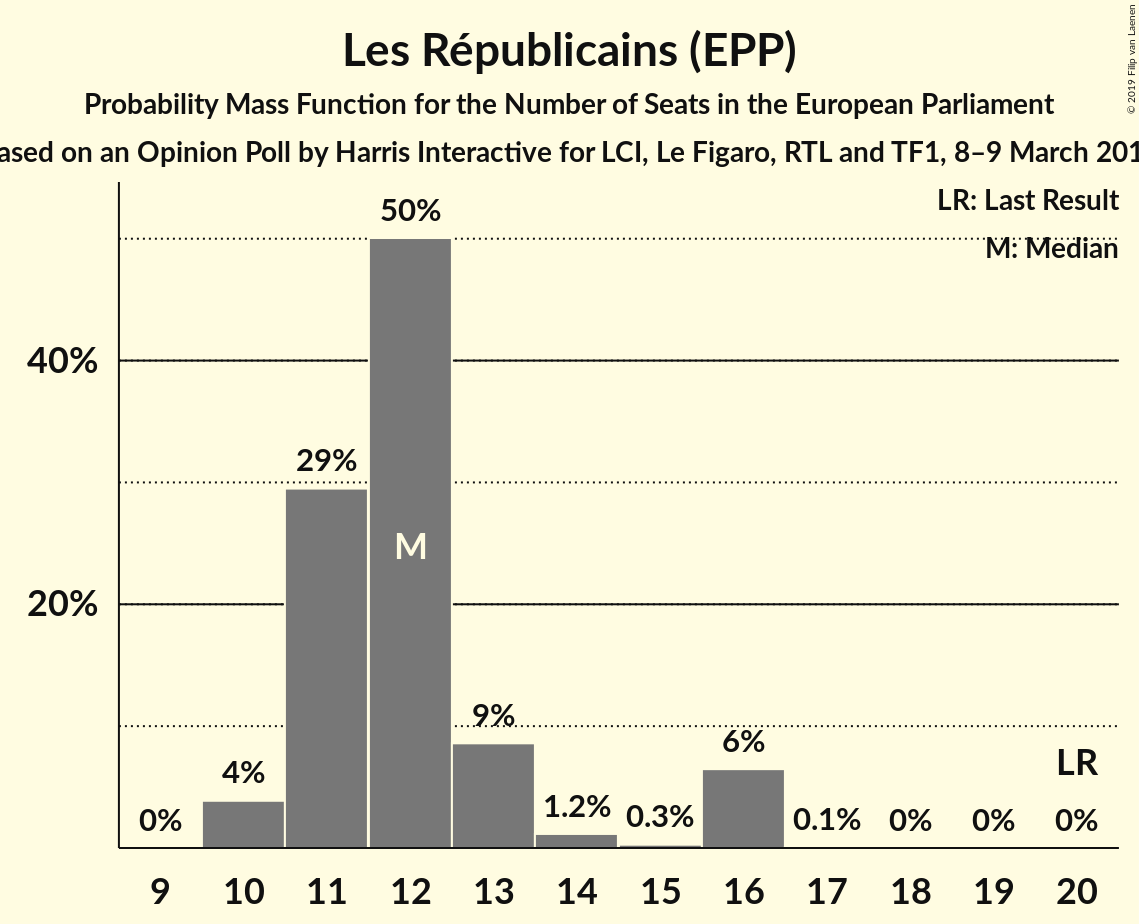 Les Républicains (EPP)
Probability Mass Function for the Number of Seats in the European Parliament
ased on an Opinion Poll by Harris Interactive for LCI, Le Figaro, RTL and TF1, 8–9 March 201
© 2019 Filip van Laenen
LR: Last Result
M: Median
50%
40%
29%
M
20%
9%
6%
LR
4%
0%
1.2%
0.3%
0.1%
0%
0%
0%
9 10 11 12 13 14 15 16 17 18 19 20